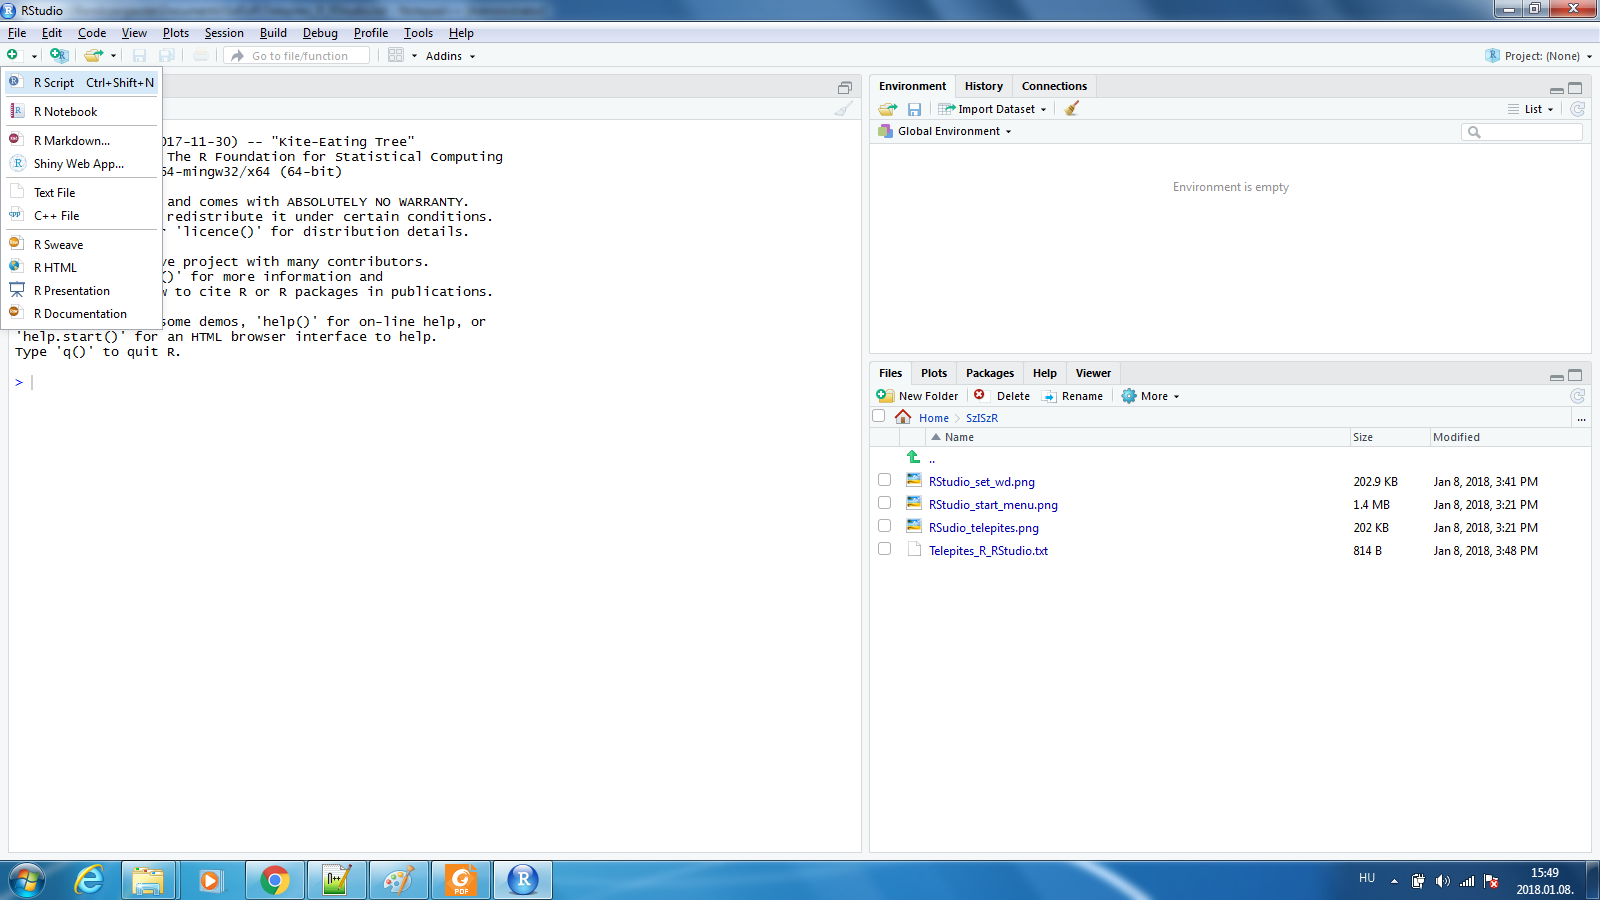 RStudio
File Edit Code View Plots Session Build Debug Profile Tools Help
Go to file/function
Addins
Project: (None)
R Script Ctrl+Shift+N
R Notebook
R Markdown...
Shiny Web App...
Text File
C++ File
R Sweave
R HTML
R Presentation
R Documentation
017-11-30) -- "Kite-Eating Tree"
The R Foundation for Statistical Computing
64-mingw32/x64 (64-bit)
and comes with ABSOLUTELY NO WARRANTY.
redistribute it under certain conditions.
'licence()' for distribution details.
ve project with many contributors.
()' for more information and
to cite R or R packages in publications.
some demos, 'help()' for on-line help, or
'help.start()' for an HTML browser interface to help.
Type 'q()' to quit R.
>
Environment History Connections
Import Dataset
List
Global Environment
Environment is empty
Files Plots Packages Help Viewer
New Folder Delete Rename More
Home SzISzR ...
Name Size Modified
..
RStudio_set_wd.png 202.9 KB Jan 8, 2018, 3:41 PM
RStudio_start_menu.png 1.4 MB Jan 8, 2018, 3:21 PM
RSudio_telepites.png 202 KB Jan 8, 2018, 3:21 PM
Telepites_R_RStudio.txt 814 B Jan 8, 2018, 3:48 PM
HU
15:49
2018.01.08.